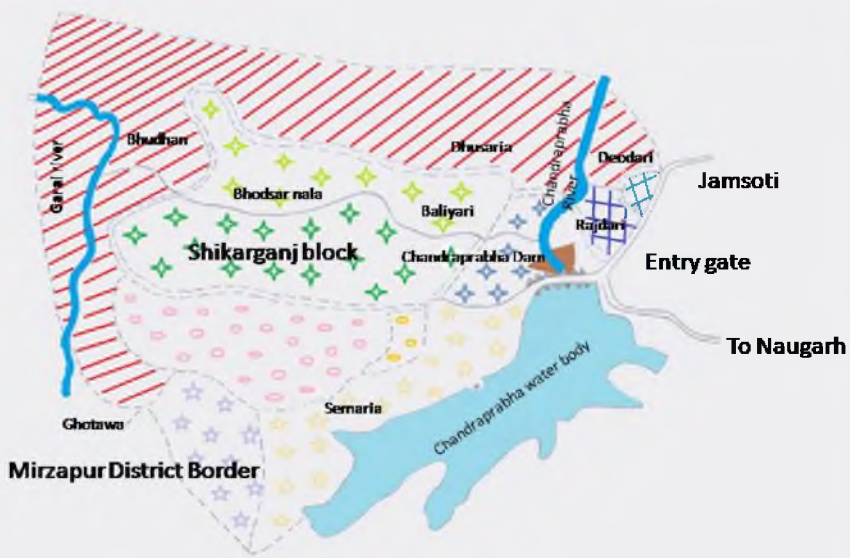 Bhudhan
Dhusaria
Chandraprabha
River
Deodari
Garai river
Jamsoti
Bhodsar nala
Baliyari
Rajdari
Shikarganj block
Chandraprabha Dam
Entry gate
To Naugarh
Chandraprabha water body
Semaria
Ghotawa
Mirzapur District Border